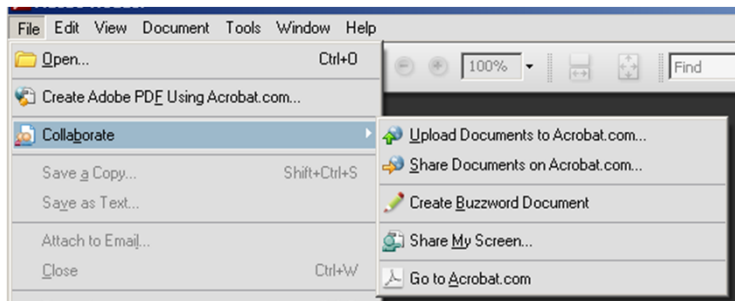 File Edit View Document Tools Window Help
Open... Ctrl+O
100% Find
Create Adobe PDF Using Acrobat.com...
Collaborate
Upload Documents to Acrobat.com...
Share Documents on Acrobat.com...
Create Buzzword Document
Share My Screen...
Go to Acrobat.com
Save a Copy... Shift+Ctrl+S
Save as Text...
Attach to Email...
Close Ctrl+W